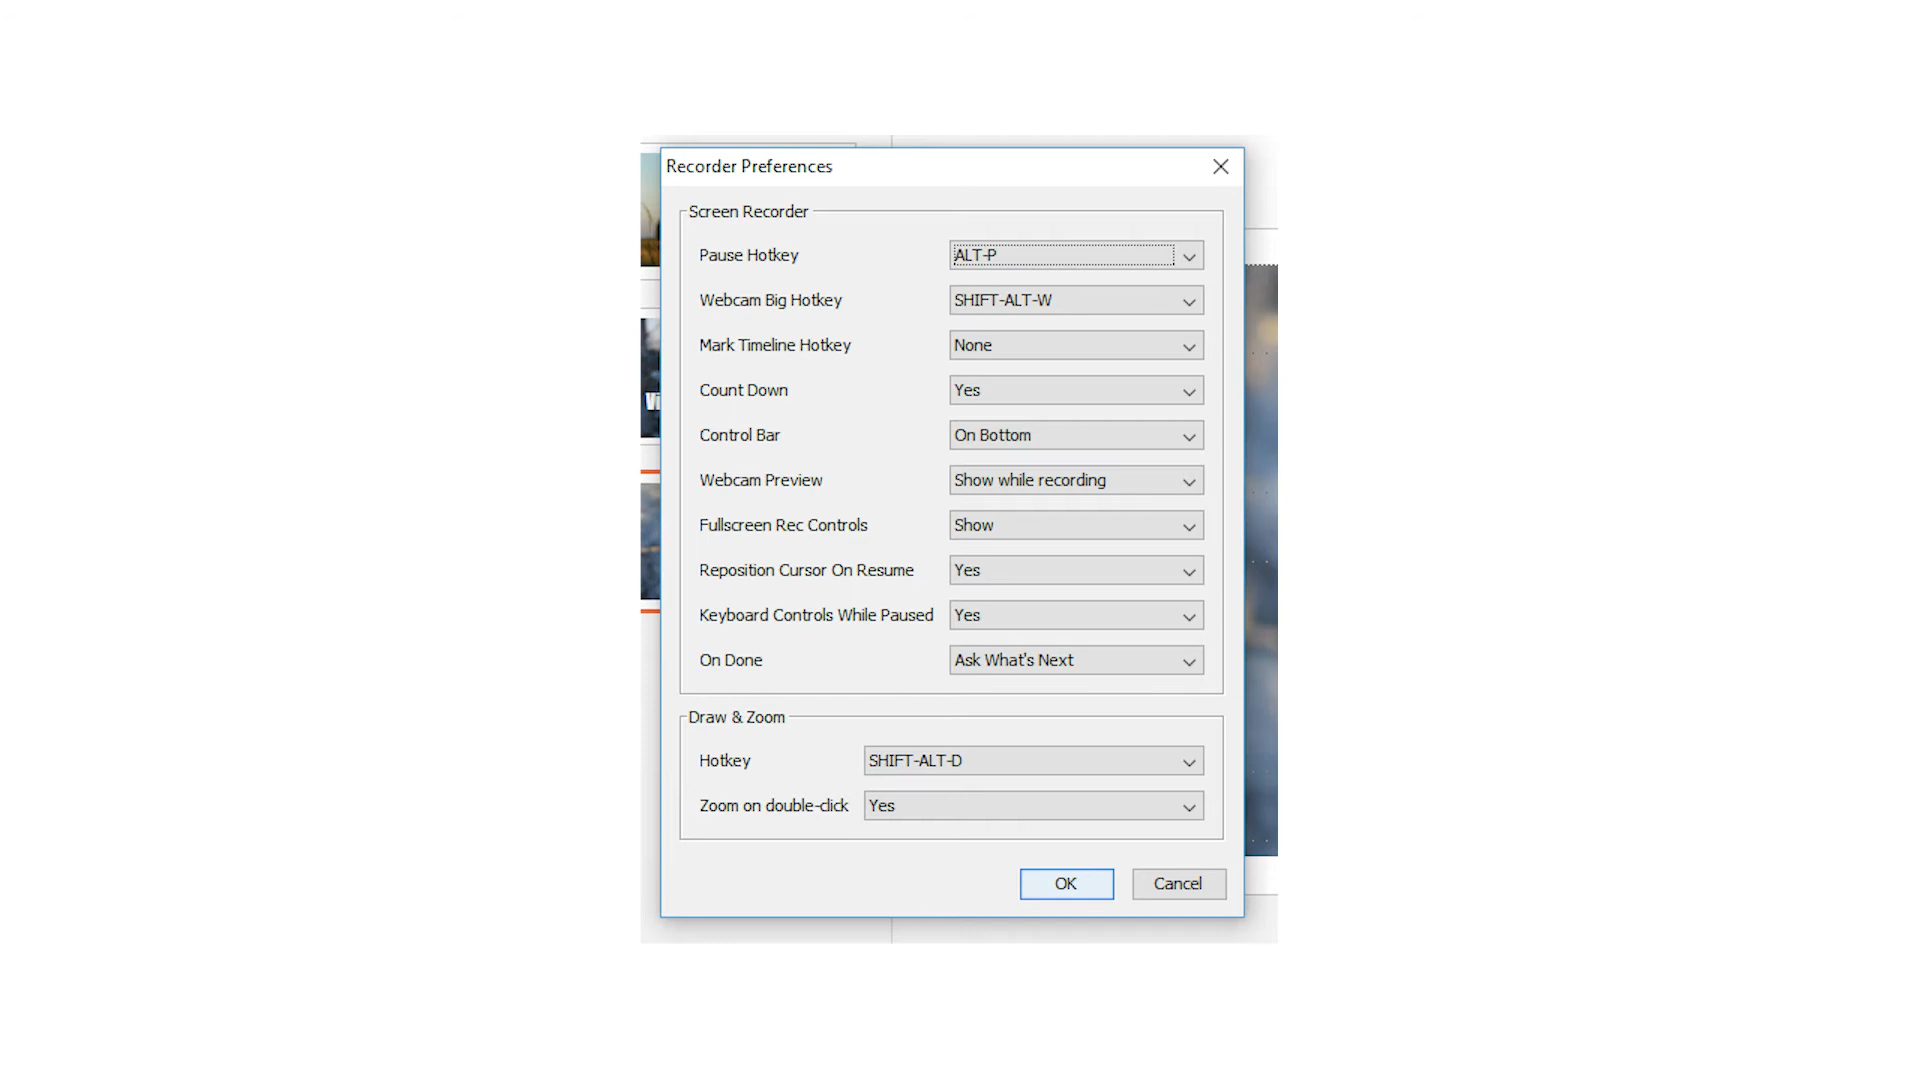 Recorder Preferences
Screen Recorder
Pause Hotkey ALT-P
Webcam Big Hotkey SHIFT-ALT-W
Mark Timeline Hotkey None
Count Down Yes
Control Bar On Bottom
Webcam Preview Show while recording
Fullscreen Rec Controls Show
Reposition Cursor On Resume Yes
Keyboard Controls While Paused Yes
On Done Ask What's Next
Draw & Zoom
Hotkey SHIFT-ALT-D
Zoom on double-click Yes
OK Cancel